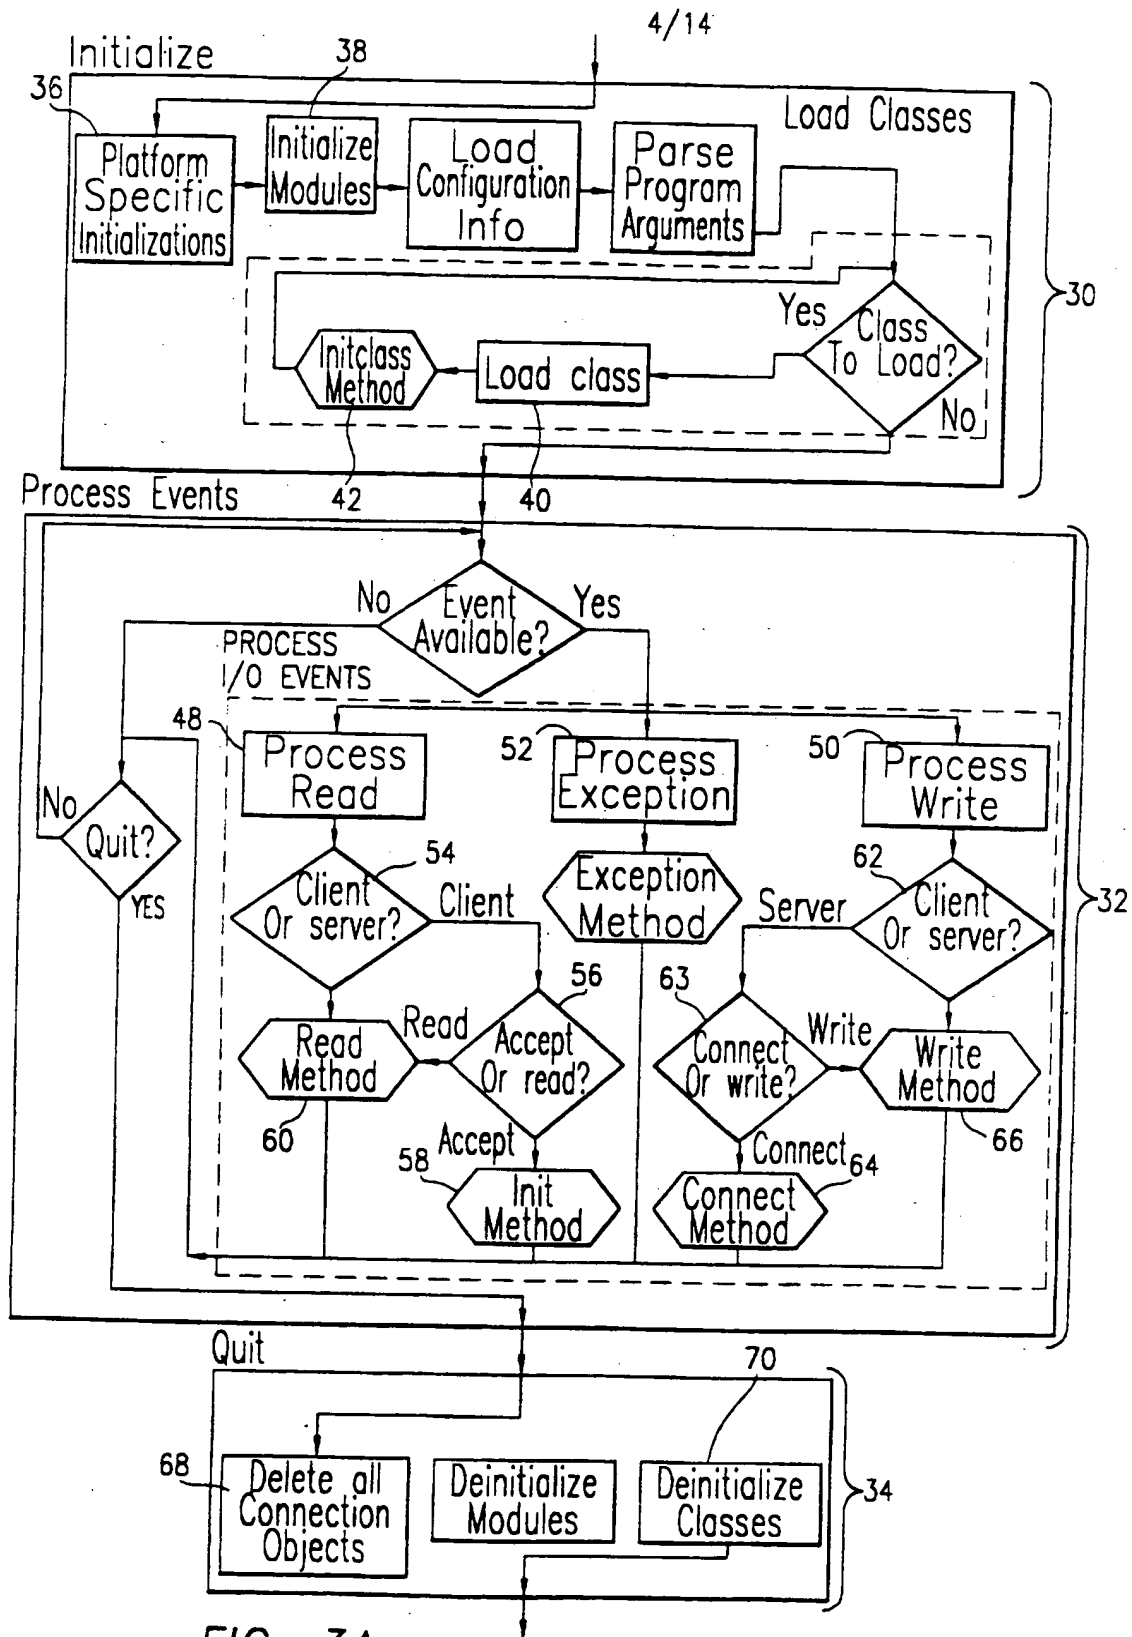 4/14
Initialize
38
36
Load Classes
Platform
Specific
Initializations
Initialize
Modules
Load
Configuration
Info
Parse
Program
Arguments
30
Yes
Class
To Load?
No
Initclass
Method
Load class
42
40
Process Events
No
Event
Available?
Yes
PROCESS
/O EVENTS
48
Process
Read
52
Process
Exception
50
Process
Write
No
Quit?
YES
54
Client
Or server?
Client
Exception
Method
62
Server
Client
Or server?
32
56
63
Read
Method
Read
Accept
Or read?
Connect
Or write?
Write
Write
Method
60
Accept
66
58
Init
Method
Connect
64
Connect
Method
Quit
70
68
Delete all
Connection
Objects
Deinitialize
Modules
Deinitialize
Classes
34
FIG. 3A